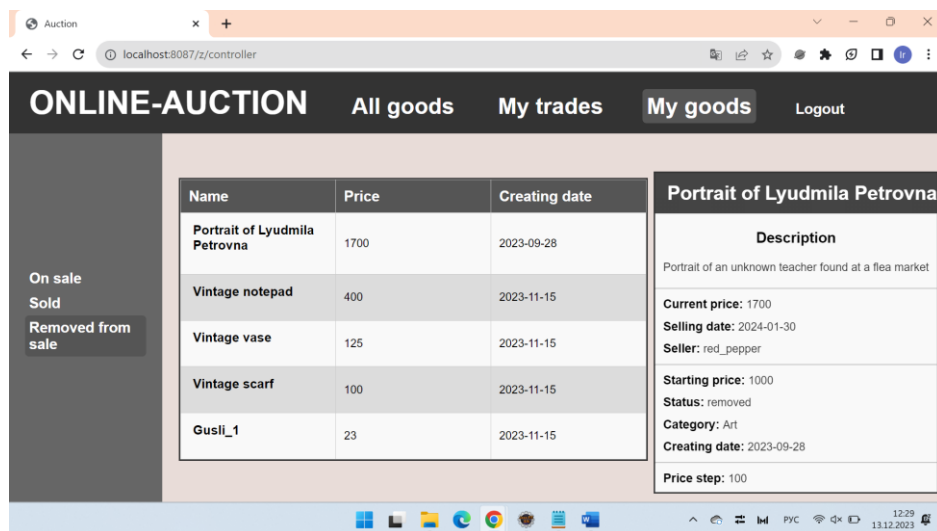 Auction
localhost:8087/z/controller
Ir
ONLINE-AUCTION
All goods
My trades
My goods
Logout
On sale
Sold
Removed from
sale
Name Price Creating date
Portrait of Lyudmila
Petrovna
1700
2023-09-28
Vintage notepad 400 2023-11-15
Vintage vase 125 2023-11-15
Vintage scarf 100 2023-11-15
Gusli_1 23 2023-11-15
Portrait of Lyudmila Petrovna
Description
Portrait of an unknown teacher found at a flea market
Current price: 1700
Selling date: 2024-01-30
Seller: red_pepper
Starting price: 1000
Status: removed
Category: Art
Creating date: 2023-09-28
Price step: 100
РУС
12:29
13.12.2023